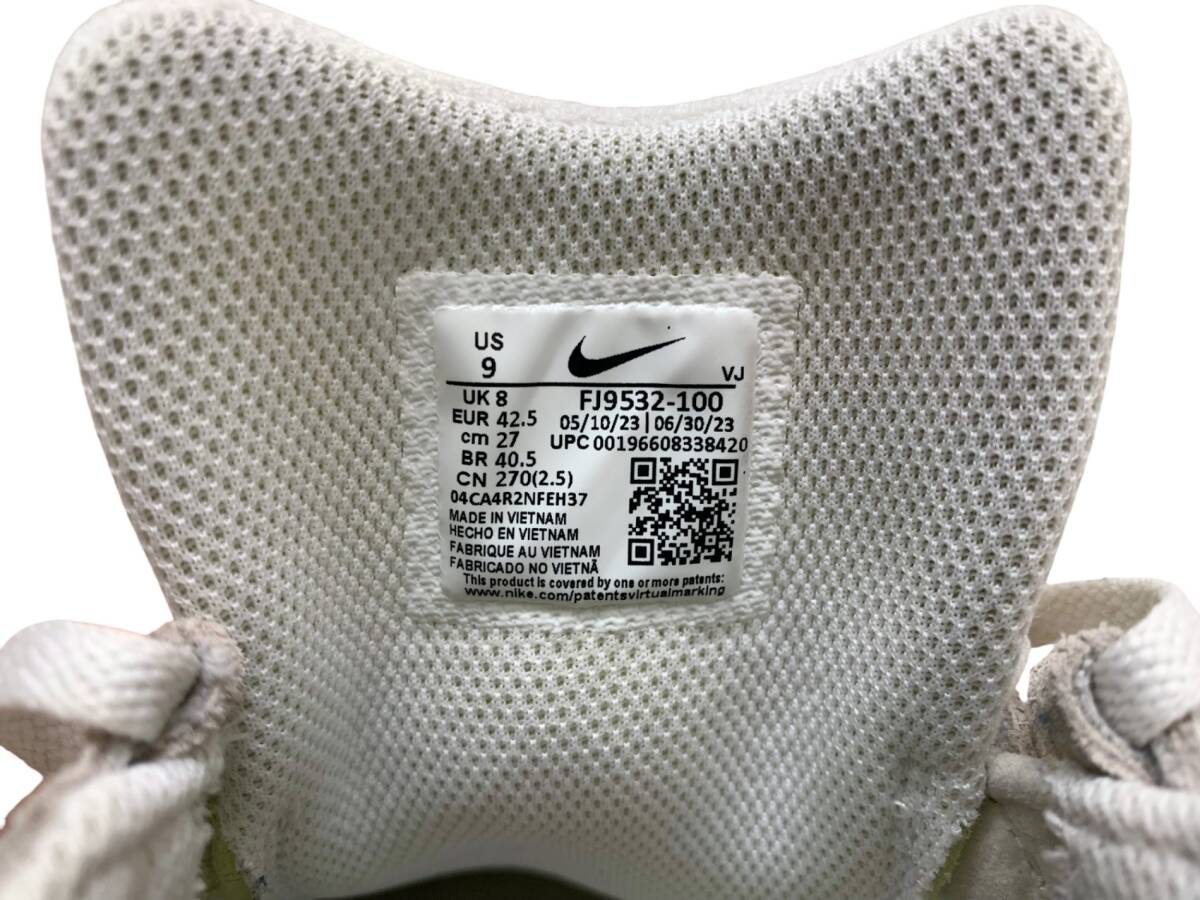 US
9
VJ
UK 8
FJ9532-100
EUR 42.5
05/10/23 | 06/30/23
cm 27
UPC 00196608338420
BR 40.5
CN 270(2.5)
04CA4R2NFEH37
MADE IN VIETNAM
HECHO EN VIETNAM
FABRIQUE AU VIETNAM
FABRICADO NO VIETNÃ
This product is covered by one or more patents:
www.nike.com/patentsvirtualmarking